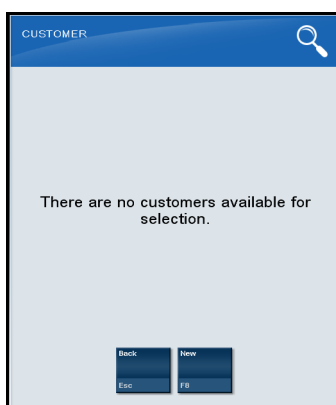 CUSTOMER
There are no customers available for
selection.
Back New
Esc F8